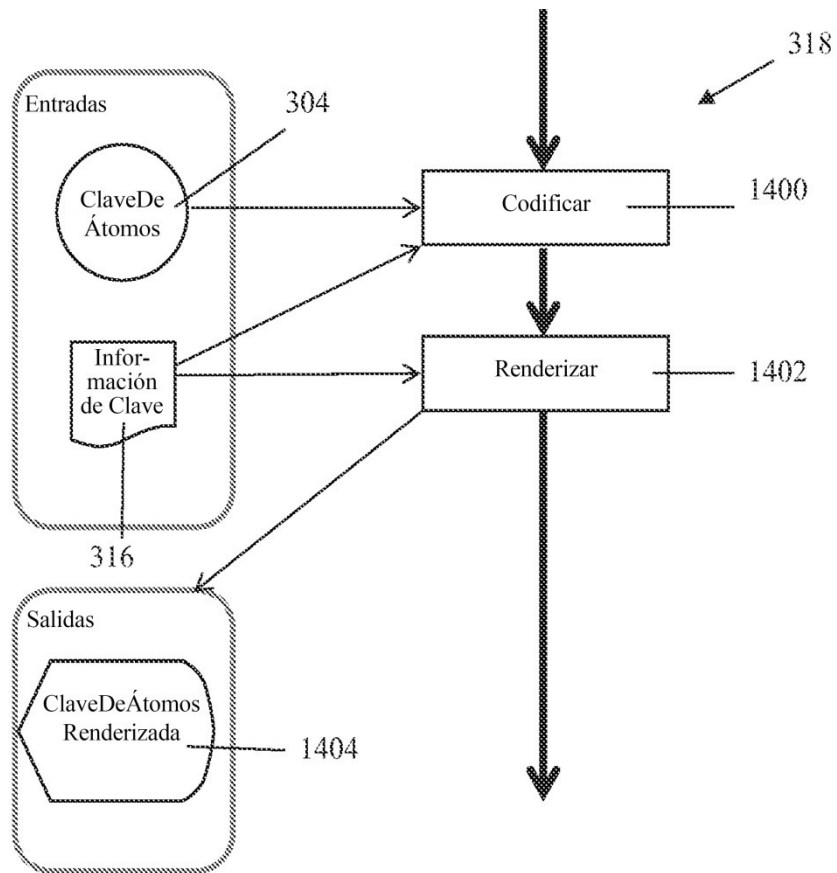 318
Entradas
304
ClaveDe
Átomos
Codificar
1400
Infor-
mación
de Clave
Renderizar
1402
316
Salidas
ClaveDeÁtomos
Renderizada
1404